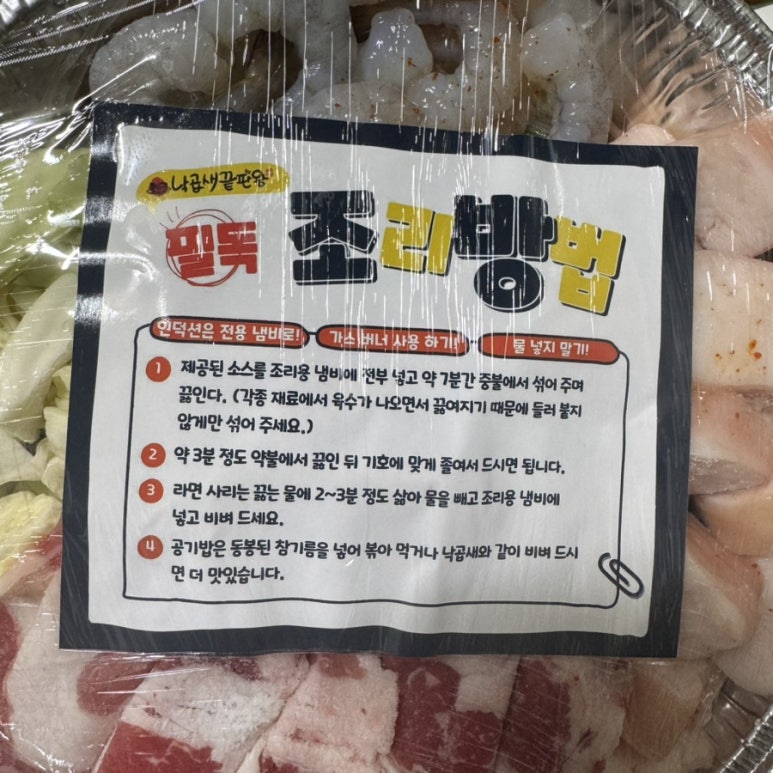 낙곱새끝판왕
필독 조리방법
인덕션은 전용 냄비로! 가스버너 사용 하기! 물 넣지 말기!
1 제공된 소스를 조리용 냄비에 전부 넣고 약 7분간 중불에서 섞어 주며
끓인다. (각종 재료에서 육수가 나오면서 끓여지기 때문에 들러 붙지
않게만 섞어 주세요.)
2 약 3분 정도 약불에서 끓인 뒤 기호에 맞게 졸여서 드시면 됩니다.
3 라면 사리는 끓는 물에 2~3분 정도 삶아 물을 빼고 조리용 냄비에
넣고 비벼 드세요.
4 공기밥은 동봉된 참기름을 넣어 볶아 먹거나 낙곱새와 같이 비벼 드시
면 더 맛있습니다.